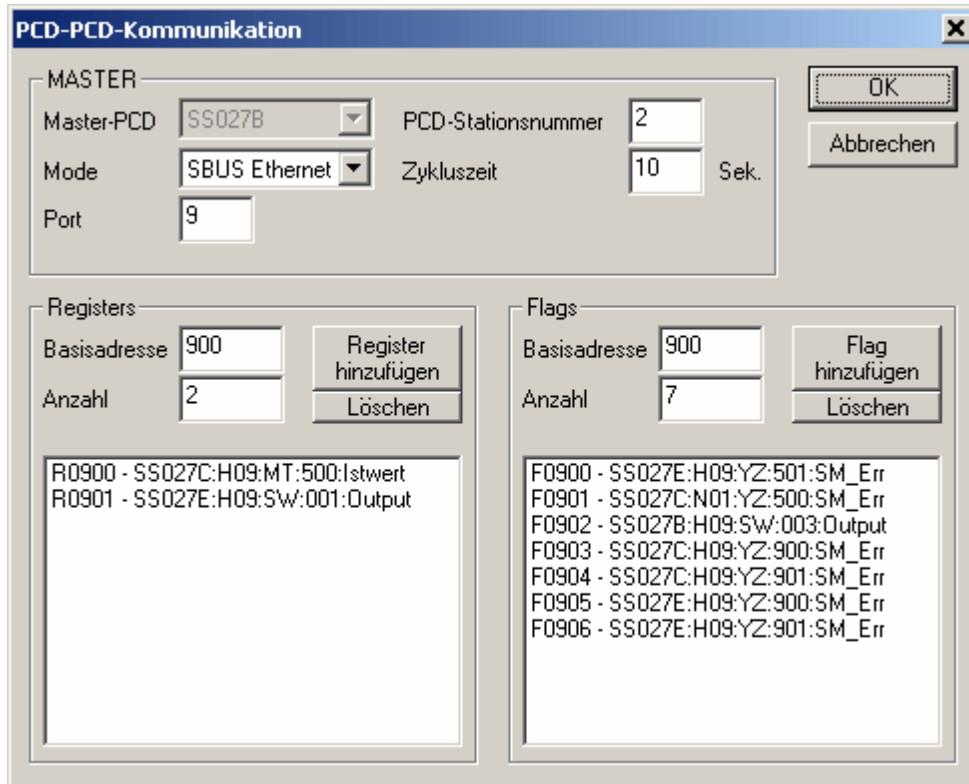 PCD-PCD-Kommunikation
MASTER
Master-PCD SS027B PCD-Stationsnummer 2
Mode SBUS Ethernet Zykluszeit 10 Sek.
Port 9
OK
Abbrechen
Registers
Basisadresse 900 Register hinzufügen
Anzahl 2 Löschen
R0900 - SS027C:H09:MT:500:Istwert
R0901 - SS027E:H09:SW:001:Output
Flags
Basisadresse 900 Flag hinzufügen
Anzahl 7 Löschen
F0900 - SS027E:H09:YZ:501:SM_Err
F0901 - SS027C:N01:YZ:500:SM_Err
F0902 - SS027B:H09:SW:003:Output
F0903 - SS027C:H09:YZ:900:SM_Err
F0904 - SS027C:H09:YZ:901:SM_Err
F0905 - SS027E:H09:YZ:900:SM_Err
F0906 - SS027E:H09:YZ:901:SM_Err